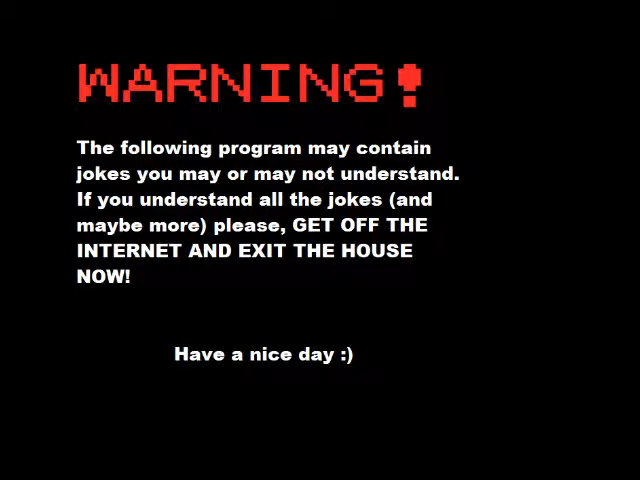 WARNING!
The following program may contain
jokes you may or may not understand.
If you understand all the jokes (and
maybe more) please, GET OFF THE
INTERNET AND EXIT THE HOUSE
NOW!
Have a nice day :)